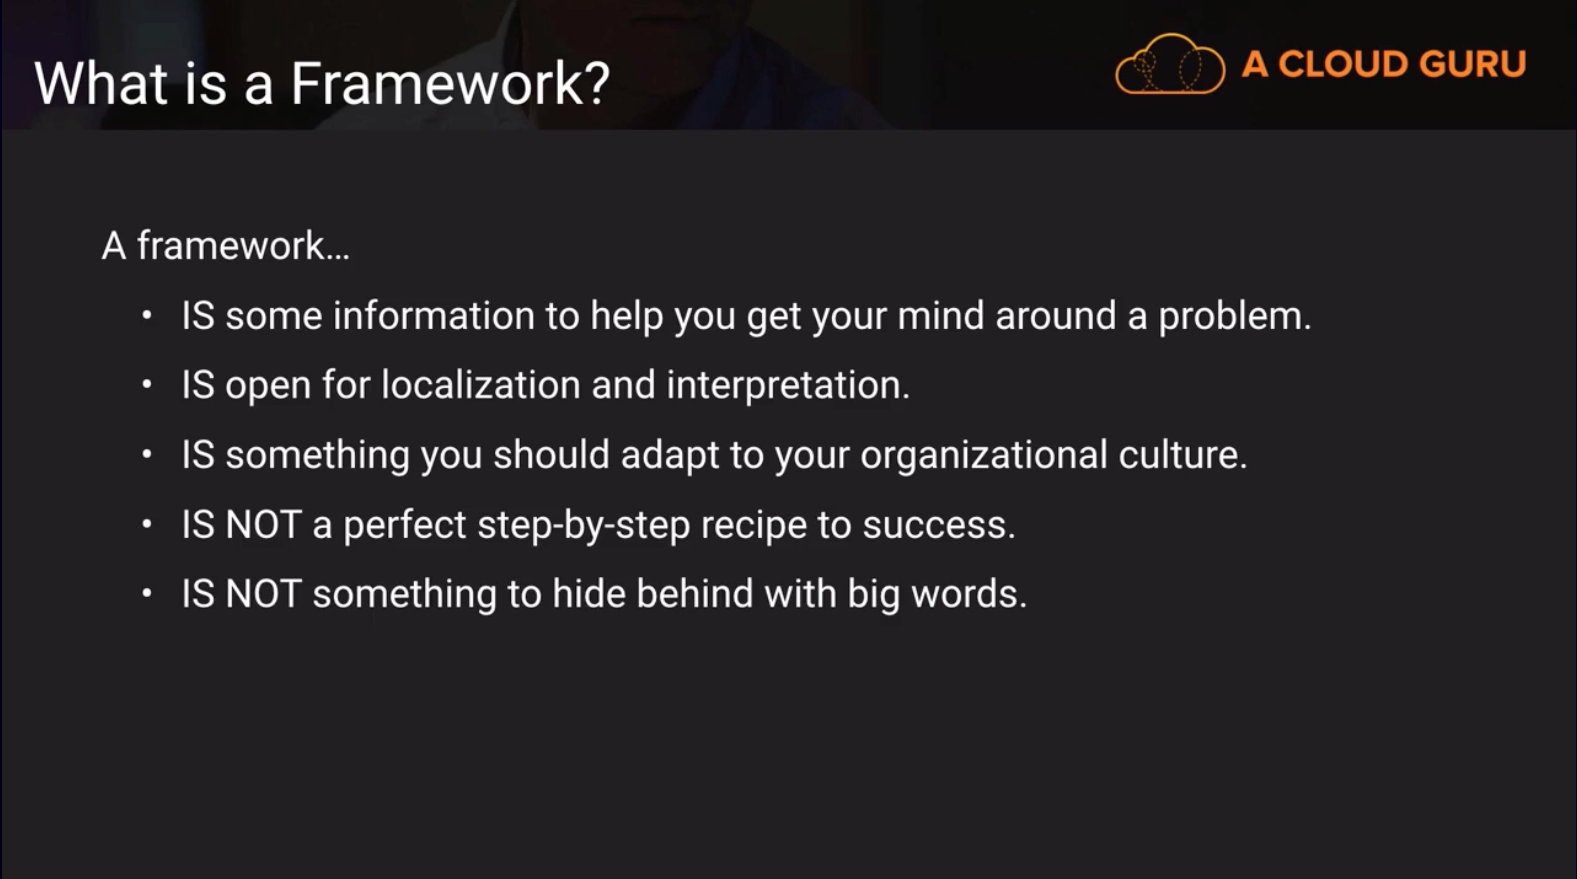 What is a Framework?
A CLOUD GURU
A framework...
• IS some information to help you get your mind around a problem.
• IS open for localization and interpretation.
• IS something you should adapt to your organizational culture.
• IS NOT a perfect step-by-step recipe to success.
• IS NOT something to hide behind with big words.